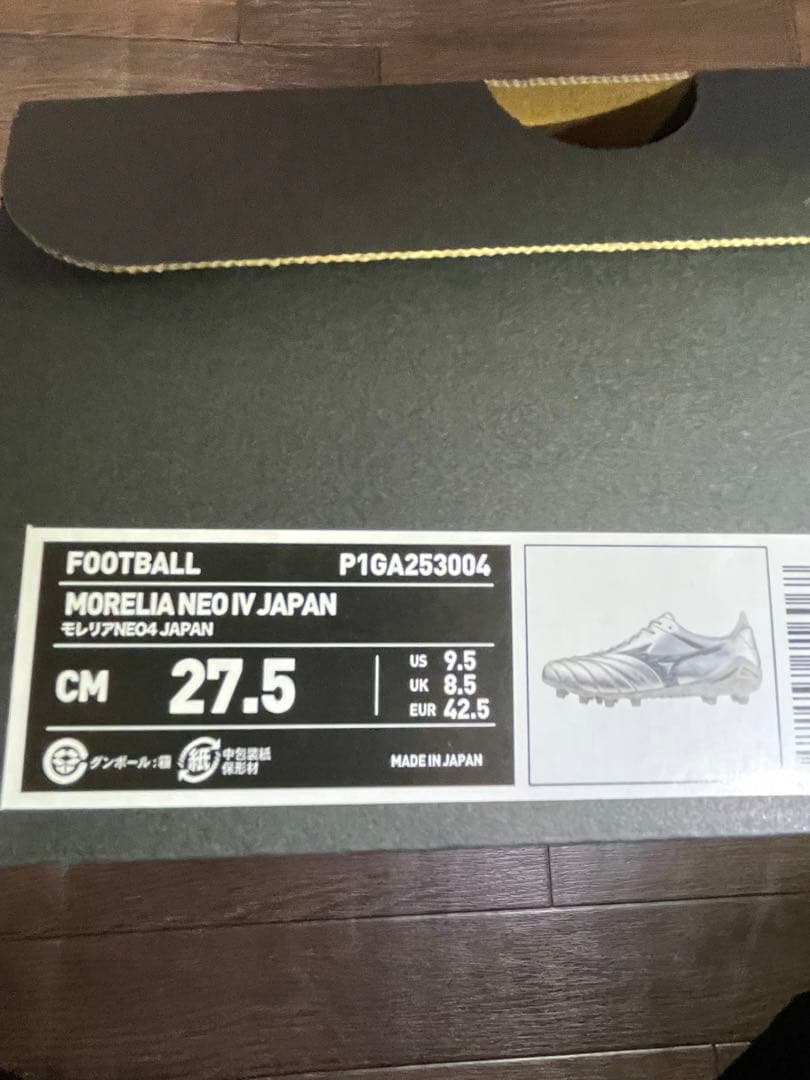 FOOTBALL P1GA253004
MORELIA NEO IV JAPAN
モレリアNEO4 JAPAN
CM 27.5
US 9.5
UK 8.5
EUR 42.5
ダンボール:箱
紙 中包装紙
保形材
MADE IN JAPAN